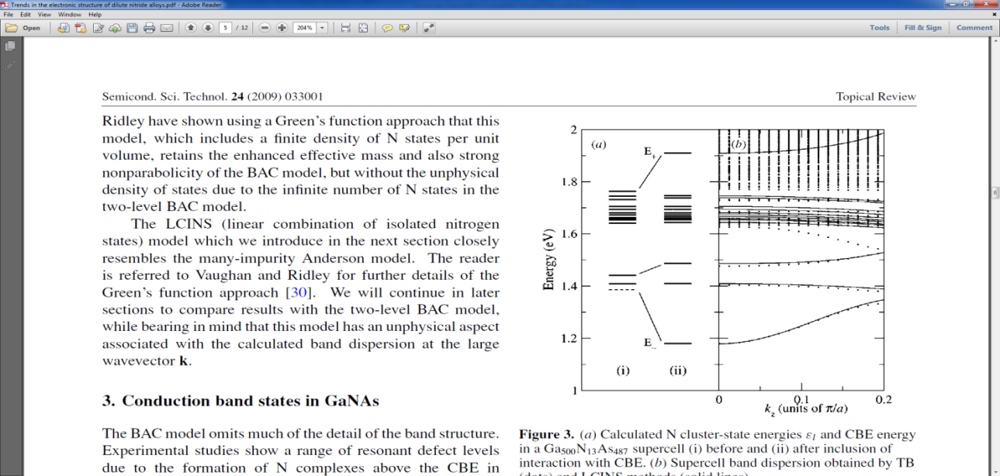 Trends in the electronic structure of dilute nitride alloys.pdf - Adobe Reader
File Edit View Window Help
Open 5 / 12 204% Tools Fill & Sign Comment
Semicond. Sci. Technol. 24 (2009) 033001 Topical Review
Ridley have shown using a Green's function approach that this
model, which includes a finite density of N states per unit
volume, retains the enhanced effective mass and also strong
nonparabolicity of the BAC model, but without the unphysical
density of states due to the infinite number of N states in the
two-level BAC model.
The LCINS (linear combination of isolated nitrogen
states) model which we introduce in the next section closely
resembles the many-impurity Anderson model. The reader
is referred to Vaughan and Ridley for further details of the
Green's function approach [30]. We will continue in later
sections to compare results with the two-level BAC model,
while bearing in mind that this model has an unphysical aspect
associated with the calculated band dispersion at the large
wavevector k.
3. Conduction band states in GaNAs
The BAC model omits much of the detail of the band structure.
Experimental studies show a range of resonant defect levels
due to the formation of N complexes above the CBE in
2
(a) E+ (b)
1.8
1.6
Energy (eV)
1.4
1.2
E−
(i) (ii)
1
0 0.1 0.2
kz (units of π/a)
Figure 3. (a) Calculated N cluster-state energies εl and CBE energy
in a Ga500N13As487 supercell (i) before and (ii) after inclusion of
interaction with CBE. (b) Supercell band dispersion obtained by TB
(dots) and LCINS methods (solid lines).